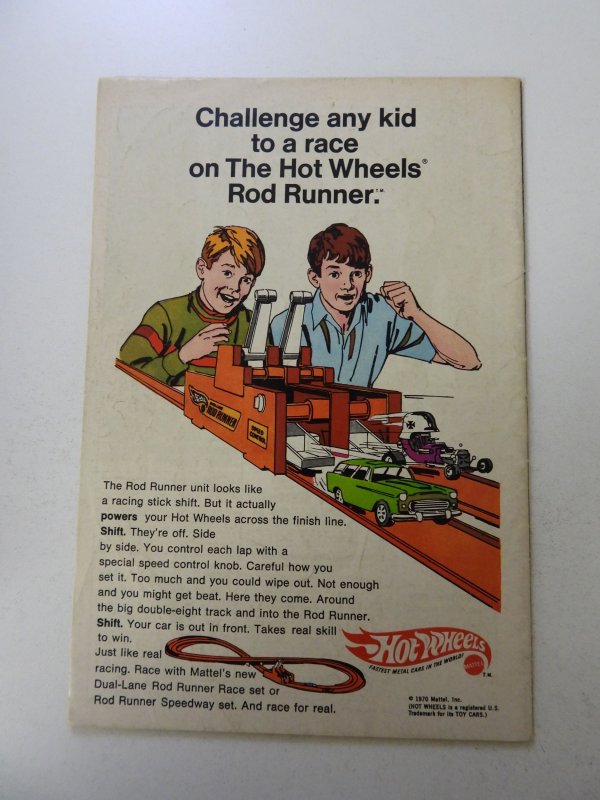 Challenge any kid
to a race
on The Hot Wheels®
Rod Runner.™
ROD RUNNER
SPEED
CONTROL
The Rod Runner unit looks like
a racing stick shift. But it actually
powers your Hot Wheels across the finish line.
Shift. They're off. Side
by side. You control each lap with a
special speed control knob. Careful how you
set it. Too much and you could wipe out. Not enough
and you might get beat. Here they come. Around
the big double-eight track and into the Rod Runner.
Shift. Your car is out in front. Takes real skill
to win.
Just like real
racing. Race with Mattel's new
Dual-Lane Rod Runner Race set or
Rod Runner Speedway set. And race for real.
HOT WHEELS
FASTEST METAL CARS IN THE WORLD
MATTEL
T.M.
© 1970 Mattel, Inc.
(HOT WHEELS is a registered U.S.
Trademark for its TOY CARS.)